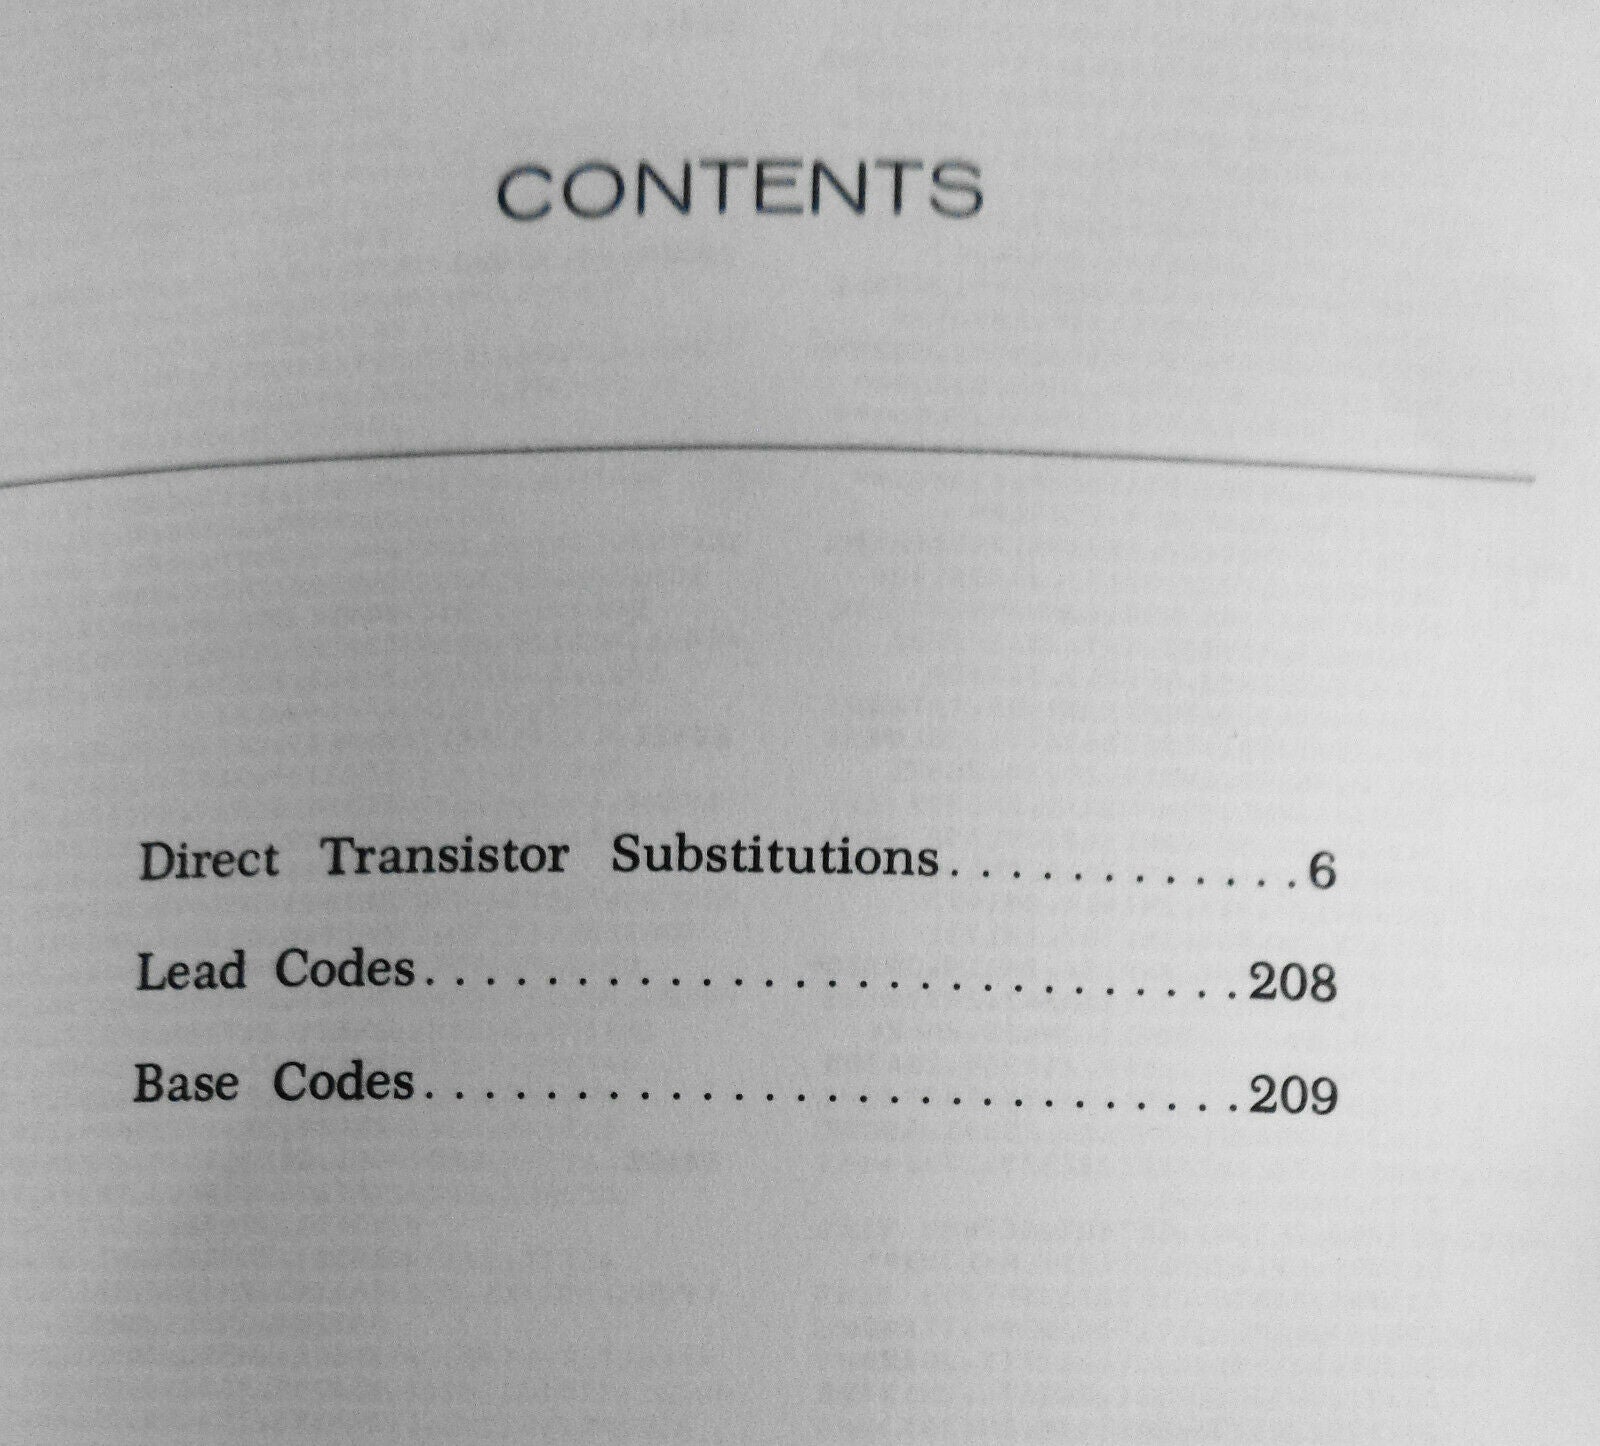 CONTENTS
Direct Transistor Substitutions............6
Lead Codes...........................208
Base Codes...........................209